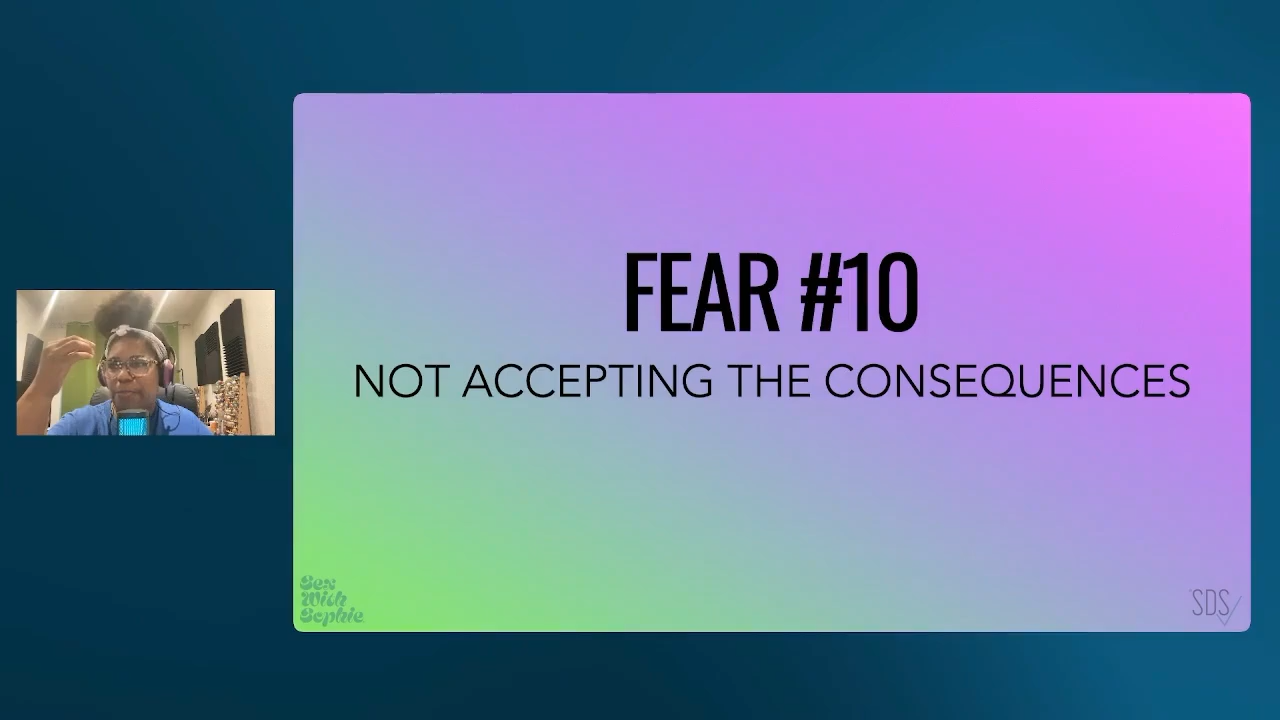 FEAR #10
NOT ACCEPTING THE CONSEQUENCES
Sex
With
Sophie
SDS